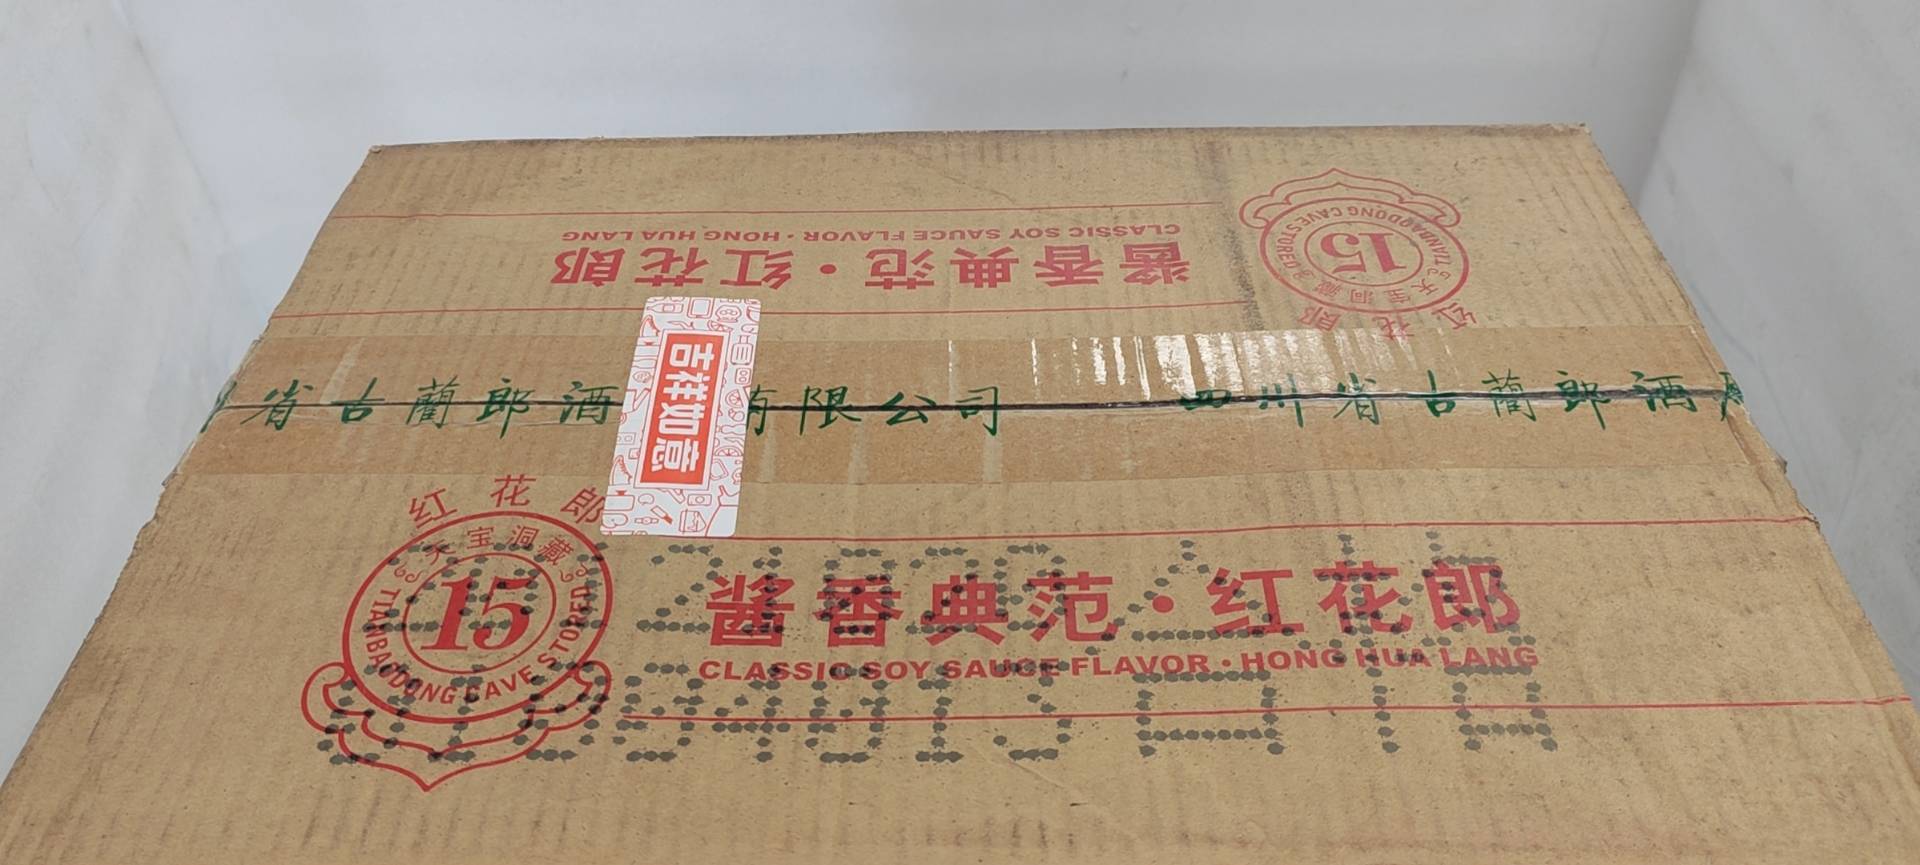 CLASSIC SOY SAUCE FLAVOR · HONG HUA LANG
酱香典范·红花郎
TIANBAODONG CAVE STORED
15
天宝洞藏
红花郎
省古蔺郎酒
有限公司
四川省古蔺郎酒
吉祥如意
红花郎
天宝洞藏
15
TIANBAODONG CAVE STORED
酱香典范·红花郎
CLASSIC SOY SAUCE FLAVOR · HONG HUA LANG